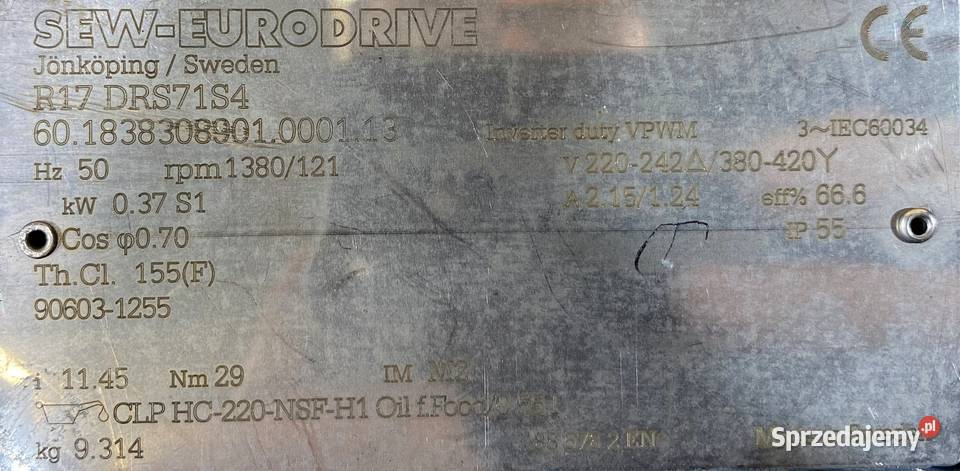 SEW-EURODRIVE
CE
Jönköping / Sweden
R17 DRS71S4
60.1838308901.0001.13 Inverter duty VPWM 3~IEC60034
Hz 50 rpm 1380/121 V 220-242Δ/380-420Y
kW 0.37 S1 A 2.15/1.24 eff% 66.6
Cos φ0.70 IP 55
Th.Cl. 155(F)
90603-1255
i 11.45 Nm 29 IM
CLP HC-220-NSF-H1 Oil f.Food
kg 9.314
Sprzedajemy.pl